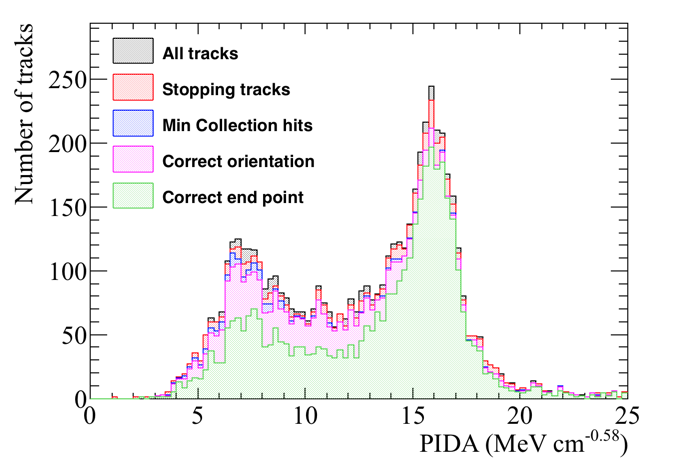 Number of tracks
250
200
150
100
50
0
All tracks
Stopping tracks
Min Collection hits
Correct orientation
Correct end point
0 5 10 15 20 25
PIDA (MeV cm-0.58)